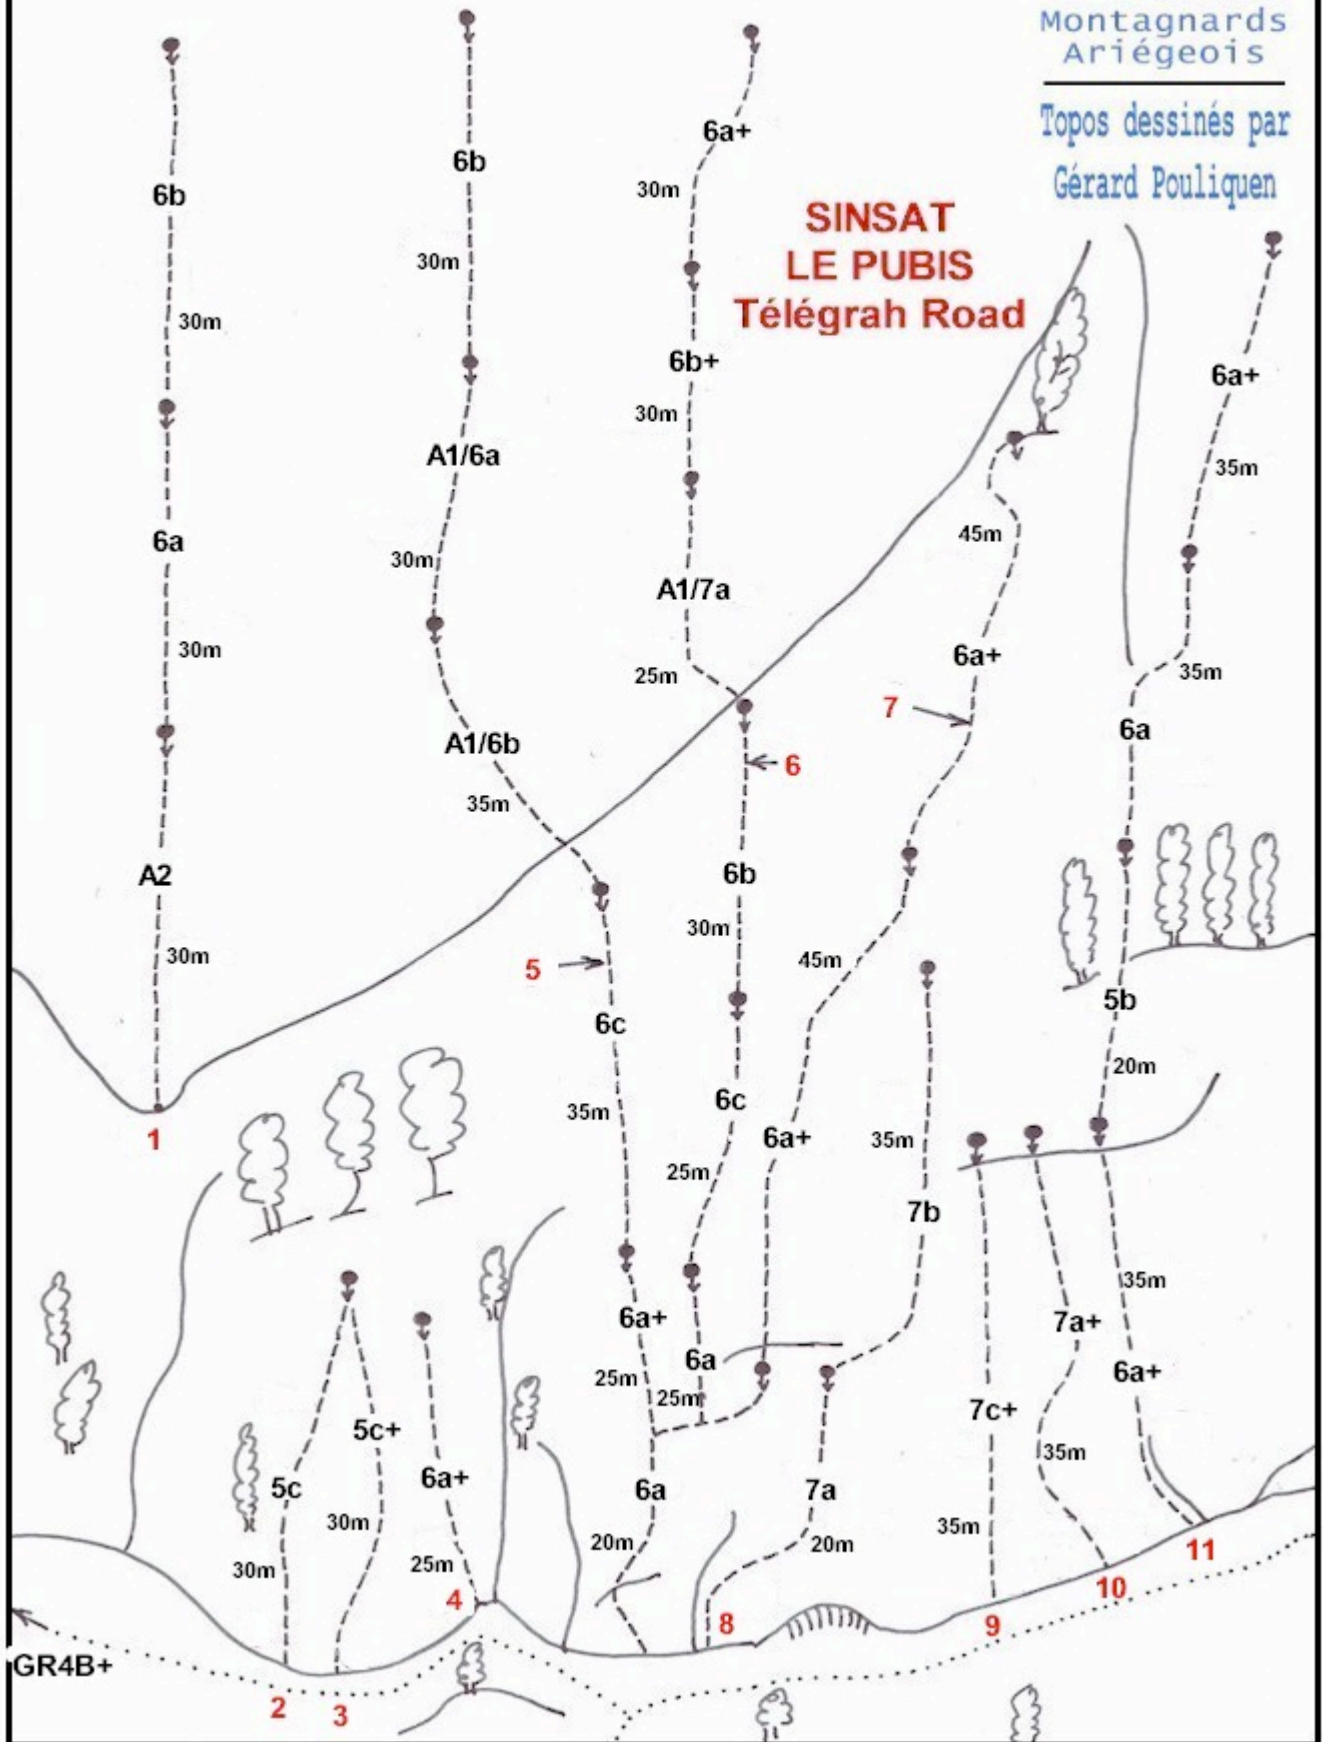 Montagnards
Ariégeois
Topos dessinés par
Gérard Pouliquen
SINSAT
LE PUBIS
Télégrah Road
6b
30m
6a
30m
A2
30m
1
6b
30m
A1/6a
30m
A1/6b
35m
5
6c
35m
6a+
25m
6a
20m
6a+
30m
6b+
30m
A1/7a
25m
6
6b
30m
6c
25m
6a
25m
45m
6a+
7
45m
6a+
35m
7b
7a
20m
8
6a+
35m
35m
6a
5b
20m
35m
6a+
11
7a+
35m
10
7c+
35m
9
5c
30m
2
5c+
30m
3
6a+
25m
4
GR4B+